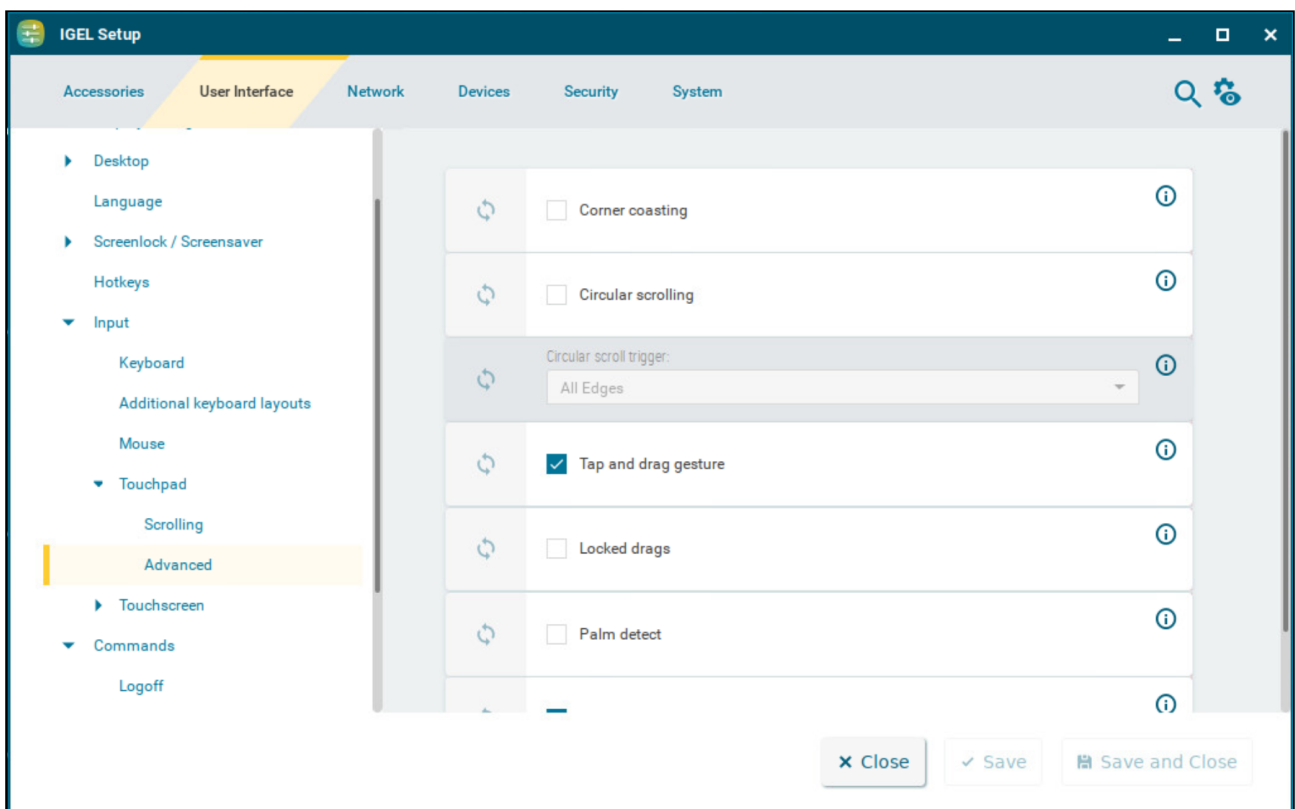 IGEL Setup
Accessories User Interface Network Devices Security System
Desktop
Language
Screenlock / Screensaver
Hotkeys
Input
Keyboard
Additional keyboard layouts
Mouse
Touchpad
Scrolling
Advanced
Touchscreen
Commands
Logoff
Corner coasting
Circular scrolling
Circular scroll trigger:
All Edges
Tap and drag gesture
Locked drags
Palm detect
Close Save Save and Close